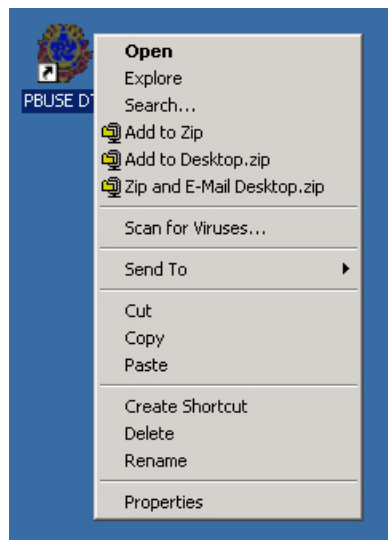 PBUSE DT
Open
Explore
Search...
Add to Zip
Add to Desktop.zip
Zip and E-Mail Desktop.zip
Scan for Viruses...
Send To
Cut
Copy
Paste
Create Shortcut
Delete
Rename
Properties